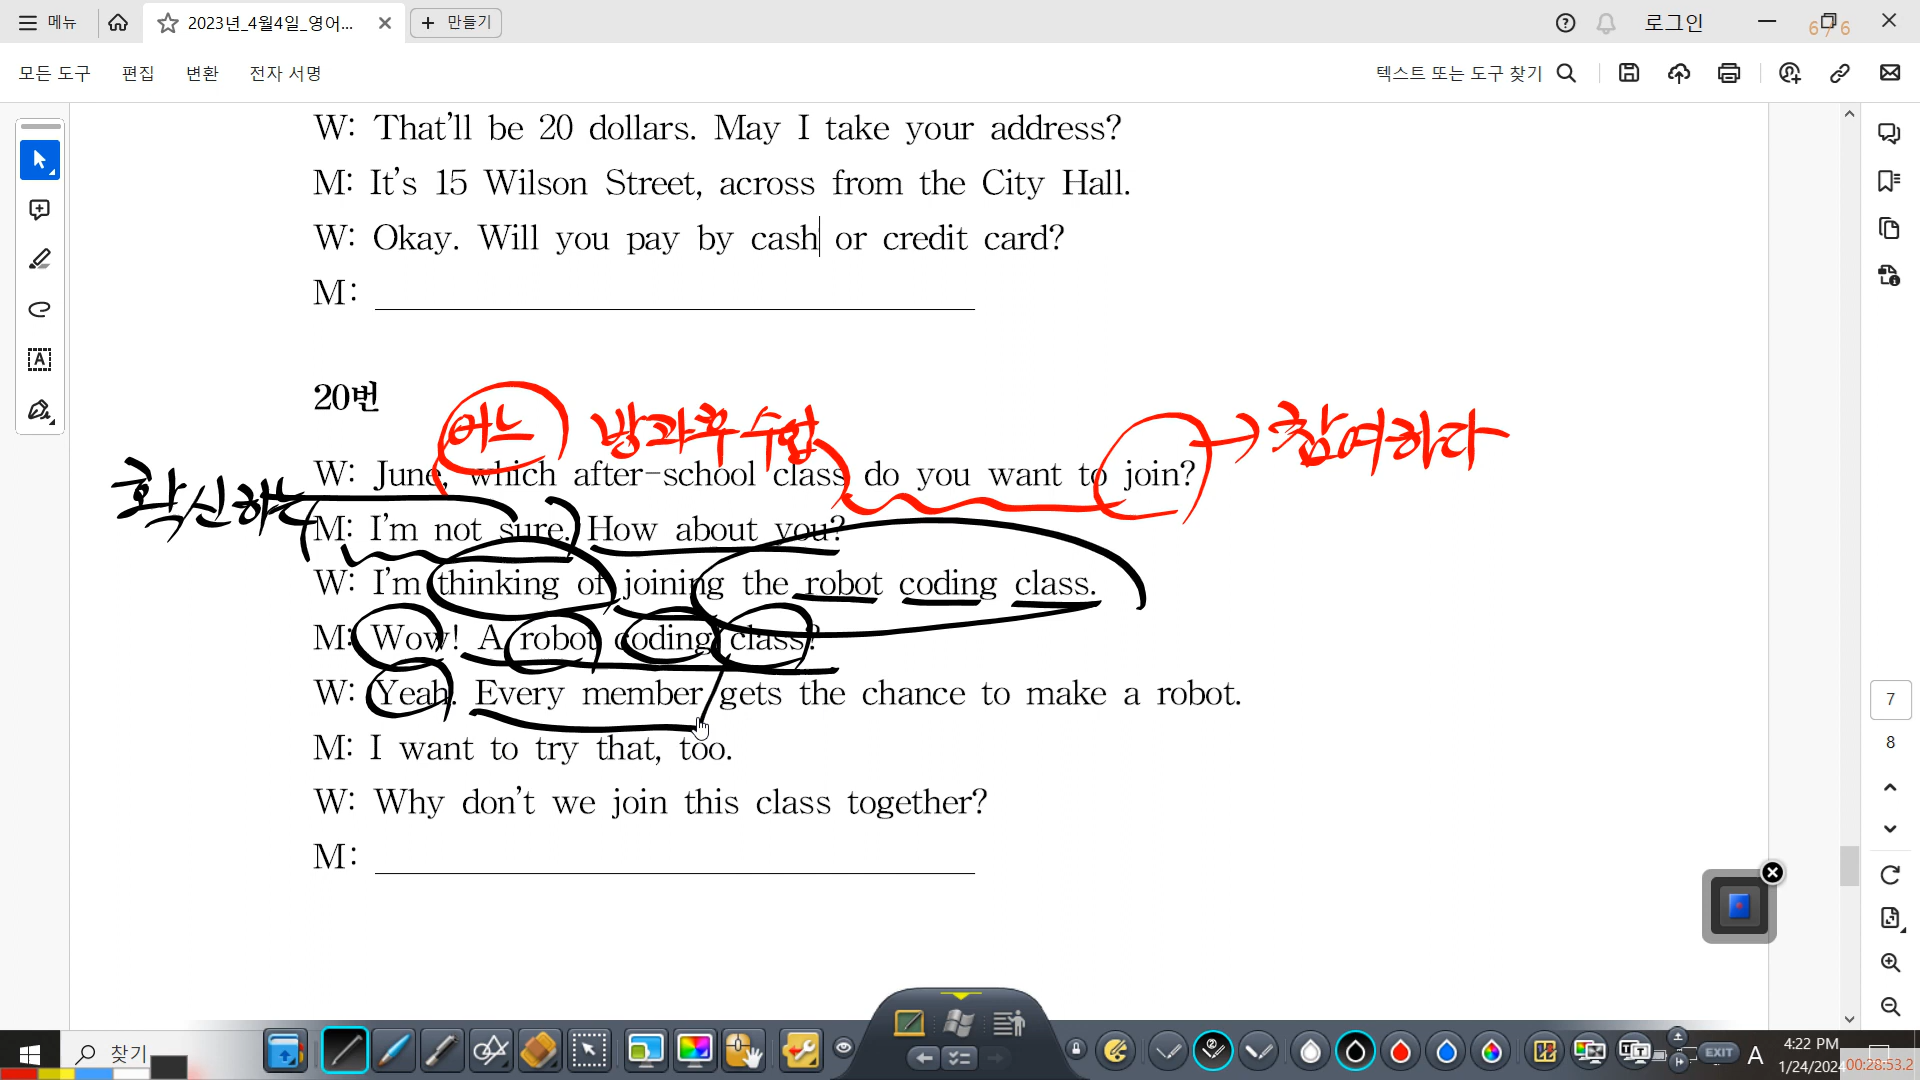 메뉴
2023년_4월4일_영어...
만들기
로그인
6/6
모든 도구 편집 변환 전자 서명
텍스트 또는 도구 찾기
W: That'll be 20 dollars. May I take your address?
M: It's 15 Wilson Street, across from the City Hall.
W: Okay. Will you pay by cash or credit card?
M:
20번
어느 방과후 수업 → 참여하다
W: June, which after-school class do you want to join?
확신하는
M: I'm not sure. How about you?
W: I'm thinking of joining the robot coding class.
M: Wow! A robot coding class?
W: Yeah. Every member gets the chance to make a robot.
M: I want to try that, too.
W: Why don't we join this class together?
M:
7
8
찾기
EXIT
A
4:22 PM
1/24/2024
00:28:53.2